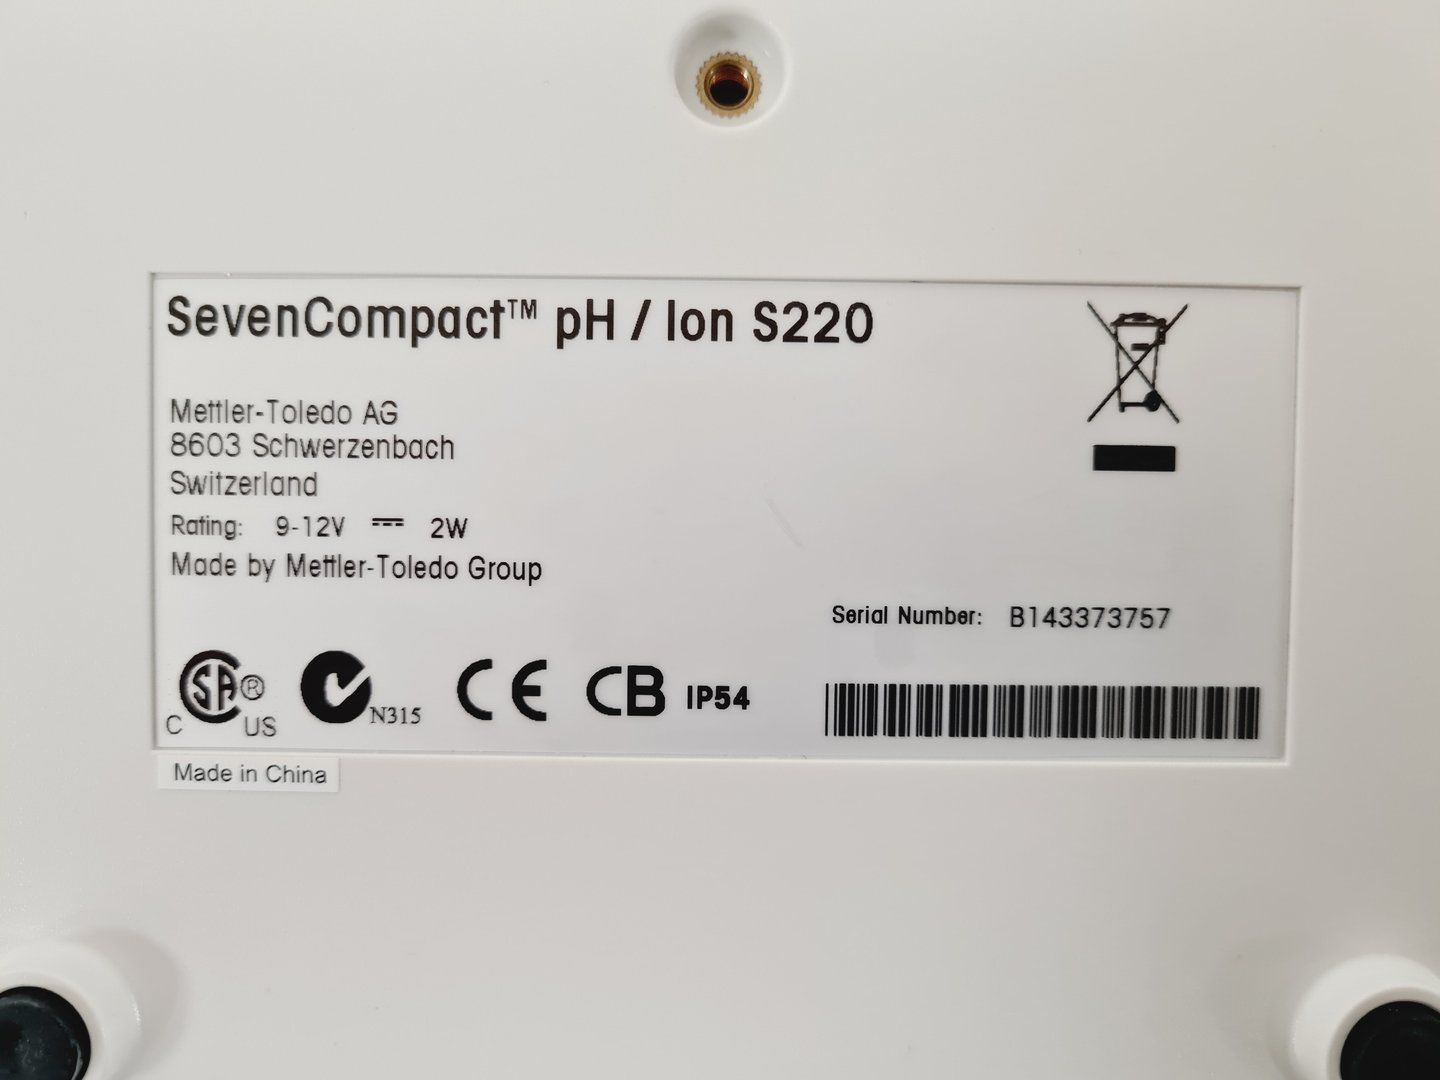 SevenCompact™ pH / Ion S220
Mettler-Toledo AG
8603 Schwerzenbach
Switzerland
Rating: 9-12V ⎓ 2W
Made by Mettler-Toledo Group
Serial Number: B143373757
C SA® US
N315
CE
CB
IP54
Made in China